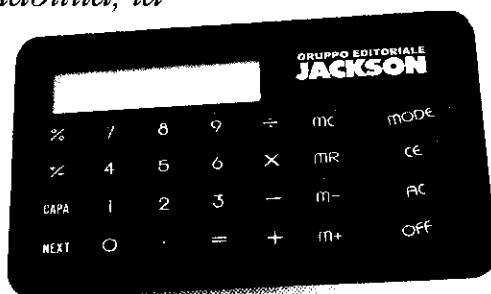 GRUPPO EDITORIALE
JACKSON
% 7 8 9 ÷ mc MODE
+/- 4 5 6 × MR CE
CAPA 1 2 3 − m− AC
NEXT 0 . = + m+ OFF